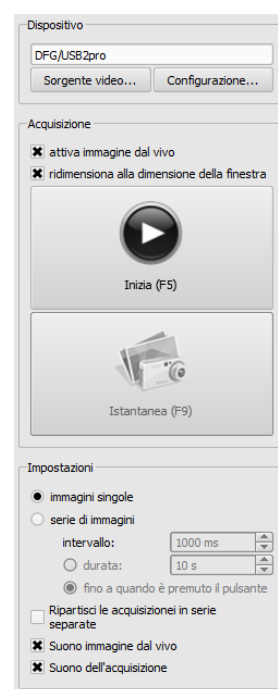 Dispositivo
DFG/USB2pro
Sorgente video... Configurazione...
Acquisizione
attiva immagine dal vivo
ridimensiona alla dimensione della finestra
Inizia (F5)
Istantanea (F9)
Impostazioni
immagini singole
serie di immagini
intervallo: 1000 ms
durata: 10 s
fino a quando è premuto il pulsante
Ripartisci le acquisizionei in serie
separate
Suono immagine dal vivo
Suono dell'acquisizione